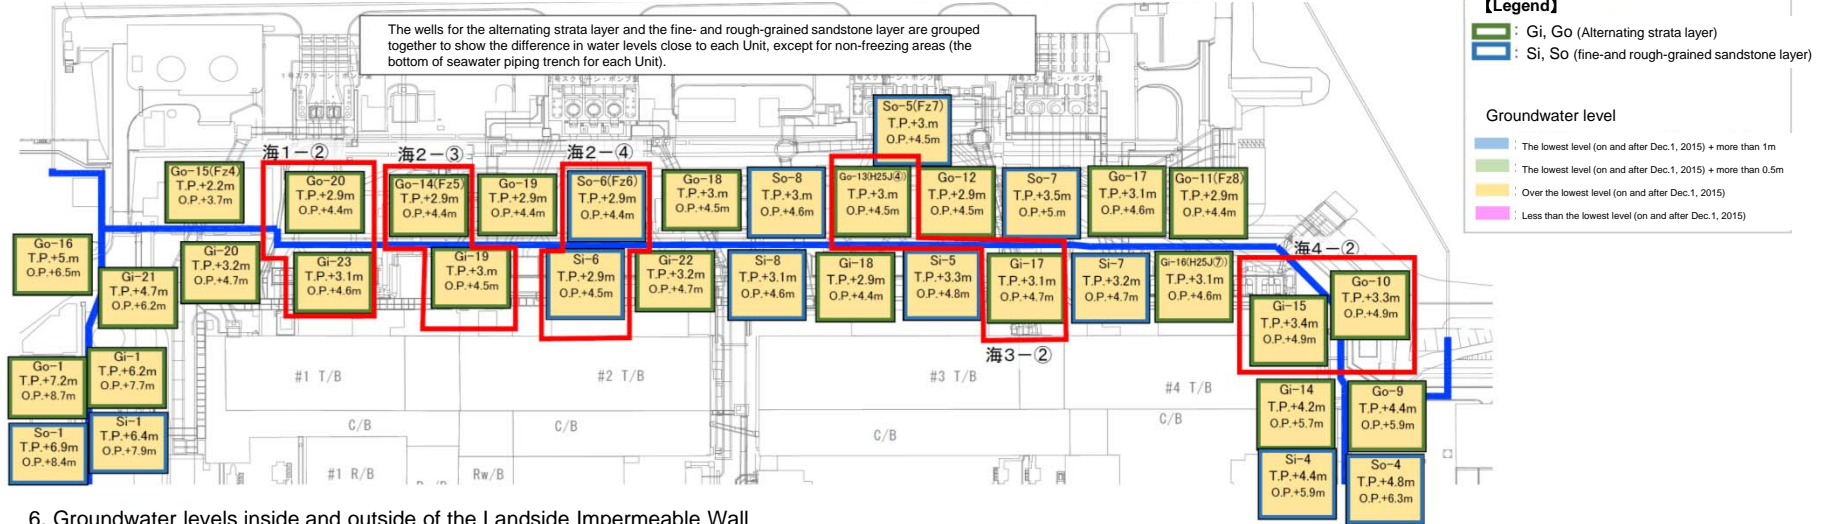 The wells for the alternating strata layer and the fine- and rough-grained sandstone layer are grouped
together to show the difference in water levels close to each Unit, except for non-freezing areas (the
bottom of seawater piping trench for each Unit).
【Legend】
: Gi, Go (Alternating strata layer)
: Si, So (fine-and rough-grained sandstone layer)
Groundwater level
: The lowest level (on and after Dec.1, 2015) + more than 1m
: The lowest level (on and after Dec.1, 2015) + more than 0.5m
: Over the lowest level (on and after Dec.1, 2015)
: Less than the lowest level (on and after Dec.1, 2015)
So-5(Fz7)
T.P.+3.m
O.P.+4.5m
海1-②
海2-③
海2-④
Go-15(Fz4)
T.P.+2.2m
O.P.+3.7m
Go-20
T.P.+2.9m
O.P.+4.4m
Go-14(Fz5)
T.P.+2.9m
O.P.+4.4m
Go-19
T.P.+2.9m
O.P.+4.4m
So-6(Fz6)
T.P.+2.9m
O.P.+4.4m
Go-18
T.P.+3.m
O.P.+4.5m
So-8
T.P.+3.m
O.P.+4.6m
Go-13(H25J④)
T.P.+3.m
O.P.+4.5m
Go-12
T.P.+2.9m
O.P.+4.5m
So-7
T.P.+3.5m
O.P.+5.m
Go-17
T.P.+3.1m
O.P.+4.6m
Go-11(Fz8)
T.P.+2.9m
O.P.+4.4m
Go-16
T.P.+5.m
O.P.+6.5m
Gi-21
T.P.+4.7m
O.P.+6.2m
Gi-20
T.P.+3.2m
O.P.+4.7m
Gi-23
T.P.+3.1m
O.P.+4.6m
Gi-19
T.P.+3.m
O.P.+4.5m
Si-6
T.P.+2.9m
O.P.+4.5m
Gi-22
T.P.+3.2m
O.P.+4.7m
Si-8
T.P.+3.1m
O.P.+4.6m
Gi-18
T.P.+2.9m
O.P.+4.4m
Si-5
T.P.+3.3m
O.P.+4.8m
Gi-17
T.P.+3.1m
O.P.+4.7m
Si-7
T.P.+3.2m
O.P.+4.7m
Gi-16(H25J⑦)
T.P.+3.1m
O.P.+4.6m
海4-②
Gi-15
T.P.+3.4m
O.P.+4.9m
Go-10
T.P.+3.3m
O.P.+4.9m
海3-②
Go-1
T.P.+7.2m
O.P.+8.7m
Gi-1
T.P.+6.2m
O.P.+7.7m
So-1
T.P.+6.9m
O.P.+8.4m
Si-1
T.P.+6.4m
O.P.+7.9m
#1 T/B
#2 T/B
#3 T/B
#4 T/B
C/B
C/B
C/B
C/B
#1 R/B
Rw/B
Gi-14
T.P.+4.2m
O.P.+5.7m
Go-9
T.P.+4.4m
O.P.+5.9m
Si-4
T.P.+4.4m
O.P.+5.9m
So-4
T.P.+4.8m
O.P.+6.3m
6. Groundwater levels inside and outside of the Landside Impermeable Wall